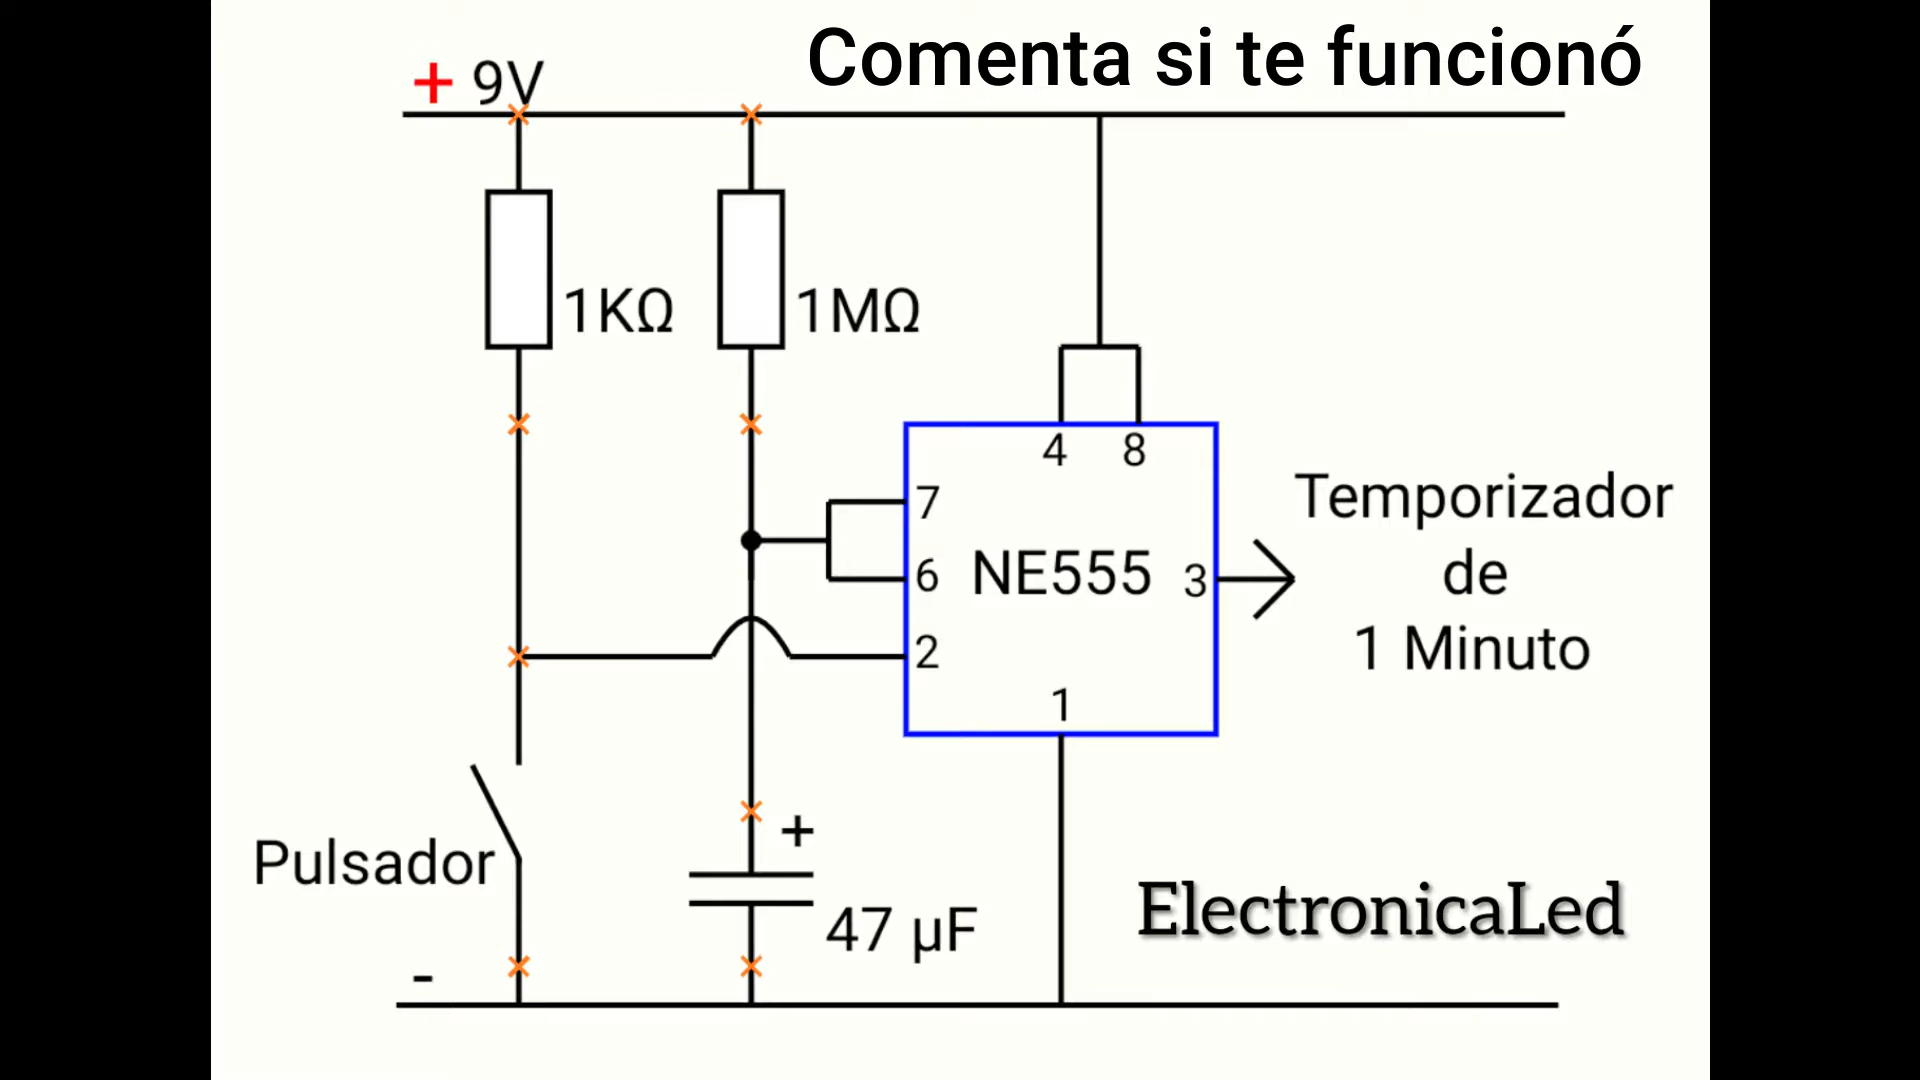 Comenta si te funcionó
+ 9V
1KΩ
1MΩ
4 8
7
6 NE555 3
2
1
Temporizador
de
1 Minuto
Pulsador
+
47 µF
ElectronicaLed
-